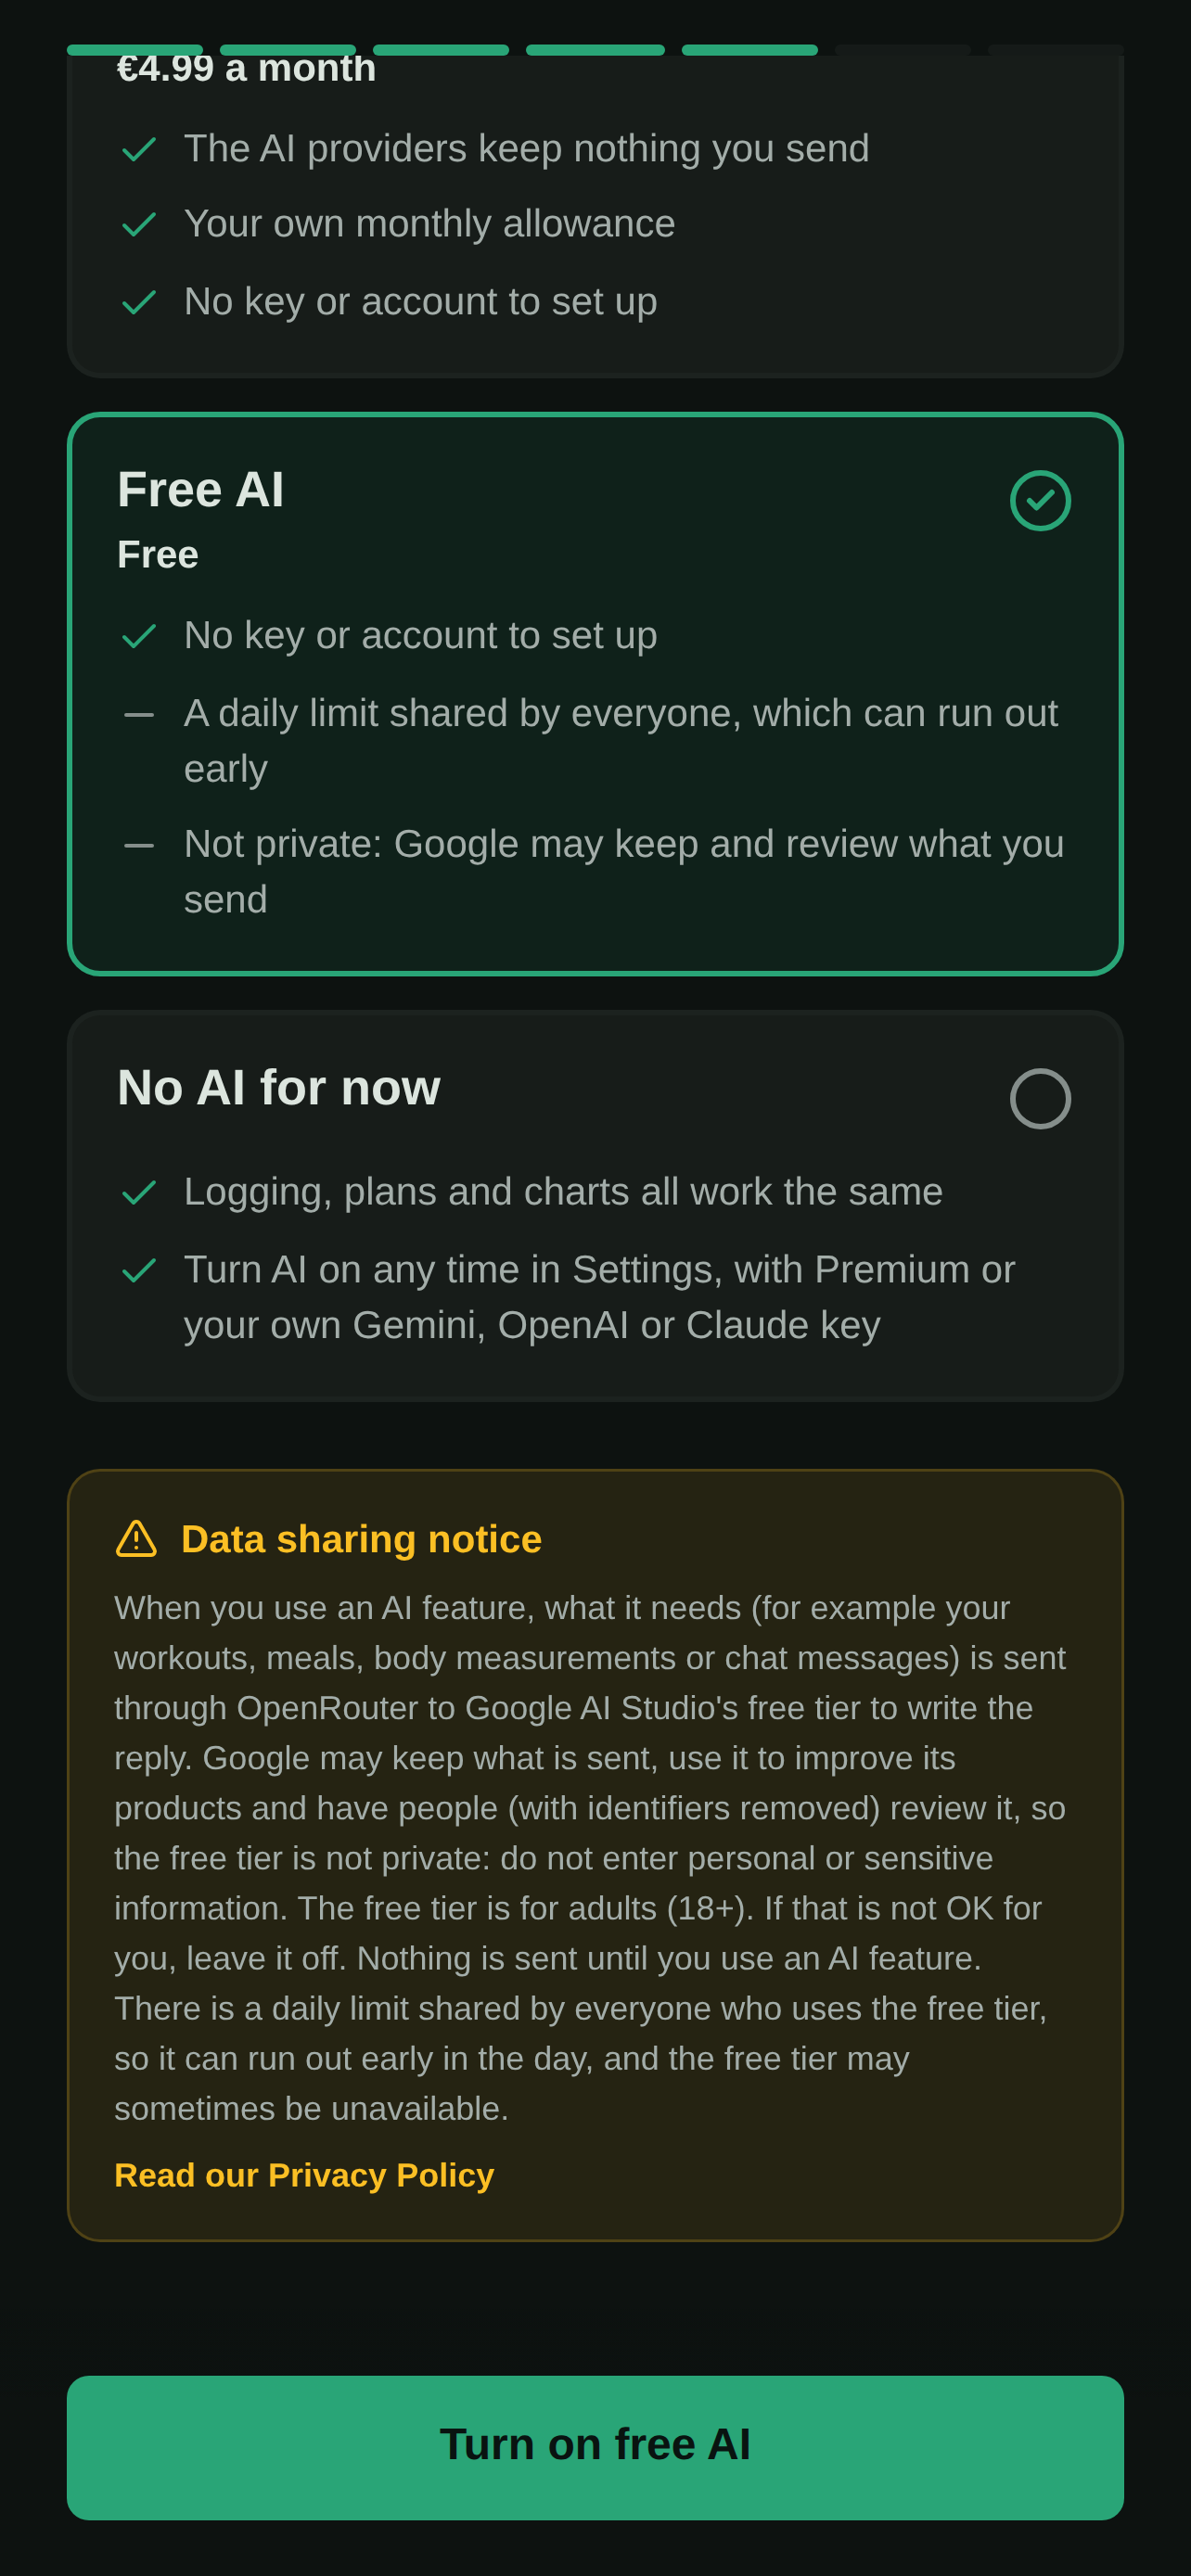 €4.99 a month
The AI providers keep nothing you send
Your own monthly allowance
No key or account to set up
Free AI
Free
No key or account to set up
A daily limit shared by everyone, which can run out
early
Not private: Google may keep and review what you
send
No AI for now
Logging, plans and charts all work the same
Turn AI on any time in Settings, with Premium or
your own Gemini, OpenAI or Claude key
Data sharing notice
When you use an AI feature, what it needs (for example your
workouts, meals, body measurements or chat messages) is sent
through OpenRouter to Google AI Studio's free tier to write the
reply. Google may keep what is sent, use it to improve its
products and have people (with identifiers removed) review it, so
the free tier is not private: do not enter personal or sensitive
information. The free tier is for adults (18+). If that is not OK for
you, leave it off. Nothing is sent until you use an AI feature.
There is a daily limit shared by everyone who uses the free tier,
so it can run out early in the day, and the free tier may
sometimes be unavailable.
Read our Privacy Policy
Turn on free AI